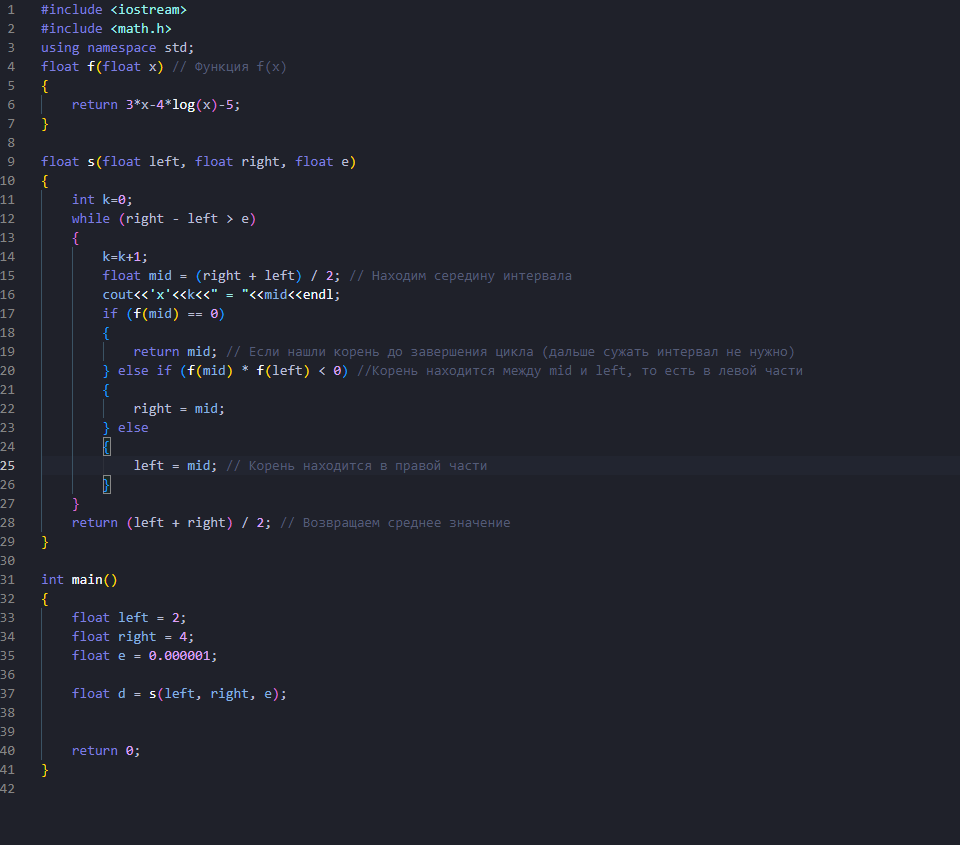 1 #include <iostream>
2 #include <math.h>
3 using namespace std;
4 float f(float x) // Функция f(x)
5 {
6     return 3*x-4*log(x)-5;
7 }
8
9 float s(float left, float right, float e)
10 {
11     int k=0;
12     while (right - left > e)
13     {
14         k=k+1;
15         float mid = (right + left) / 2; // Находим середину интервала
16         cout<<'x'<<k<<" = "<<mid<<endl;
17         if (f(mid) == 0)
18         {
19             return mid; // Если нашли корень до завершения цикла (дальше сужать интервал не нужно)
20         } else if (f(mid) * f(left) < 0) //Корень находится между mid и left, то есть в левой части
21         {
22             right = mid;
23         } else
24         {
25             left = mid; // Корень находится в правой части
26         }
27     }
28     return (left + right) / 2; // Возвращаем среднее значение
29 }
30
31 int main()
32 {
33     float left = 2;
34     float right = 4;
35     float e = 0.000001;
36
37     float d = s(left, right, e);
38
39
40     return 0;
41 }
42